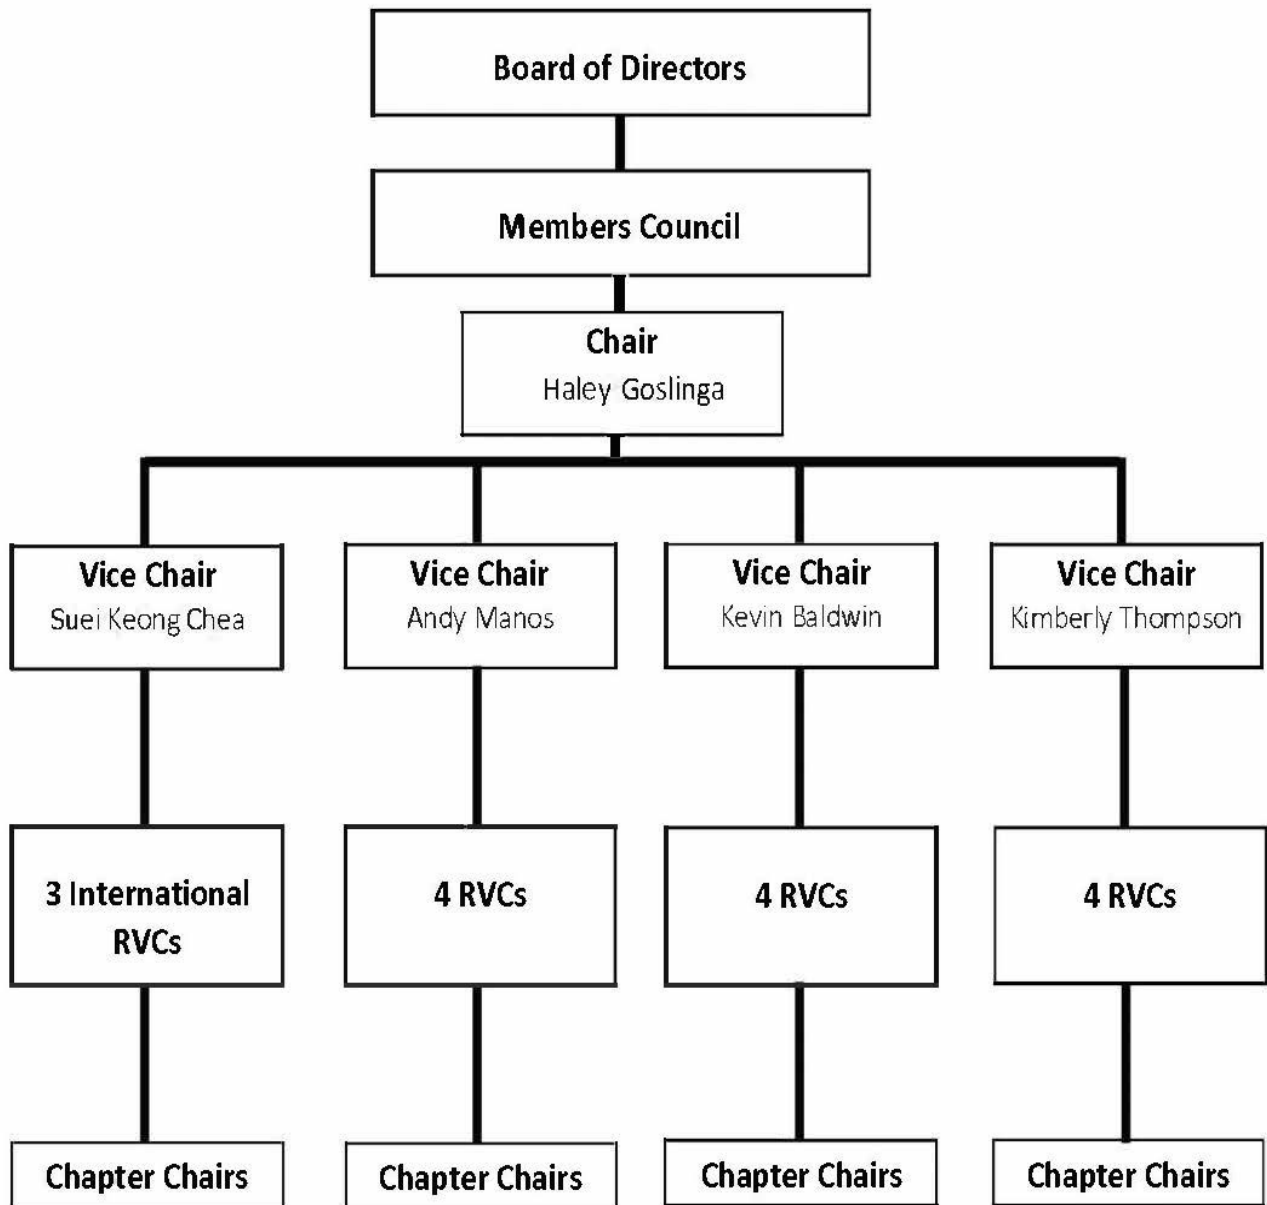 Board of Directors
Members Council
Chair
Haley Goslinga
Vice Chair
Suei Keong Chea
Vice Chair
Andy Manos
Vice Chair
Kevin Baldwin
Vice Chair
Kimberly Thompson
3 International
RVCs
4 RVCs
4 RVCs
4 RVCs
Chapter Chairs
Chapter Chairs
Chapter Chairs
Chapter Chairs